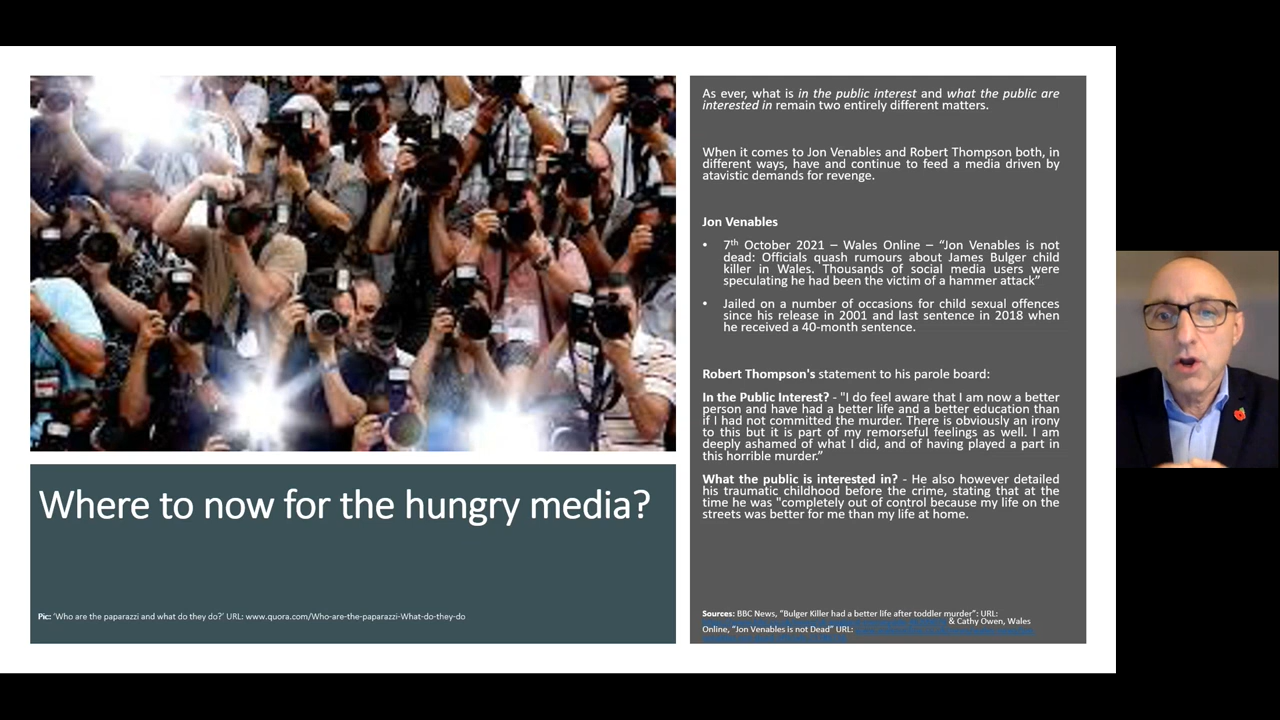 As ever, what is in the public interest and what the public are
interested in remain two entirely different matters.
When it comes to Jon Venables and Robert Thompson both, in
different ways, have and continue to feed a media driven by
atavistic demands for revenge.
Jon Venables
• 7th October 2021 – Wales Online – “Jon Venables is not
dead: Officials quash rumours about James Bulger child
killer in Wales. Thousands of social media users were
speculating he had been the victim of a hammer attack”
• Jailed on a number of occasions for child sexual offences
since his release in 2001 and last sentence in 2018 when
he received a 40-month sentence.
Robert Thompson's statement to his parole board:
In the Public Interest? - "I do feel aware that I am now a better
person and have had a better life and a better education than
if I had not committed the murder. There is obviously an irony
to this but it is part of my remorseful feelings as well. I am
deeply ashamed of what I did, and of having played a part in
this horrible murder.”
What the public is interested in? - He also however detailed
his traumatic childhood before the crime, stating that at the
time he was "completely out of control because my life on the
streets was better for me than my life at home.
Sources: BBC News, “Bulger Killer had a better life after toddler murder”: URL:
& Cathy Owen, Wales
Online, “Jon Venables is not Dead” URL:
Where to now for the hungry media?
Pic: ‘Who are the paparazzi and what do they do?’ URL: www.quora.com/Who-are-the-paparazzi-What-do-they-do